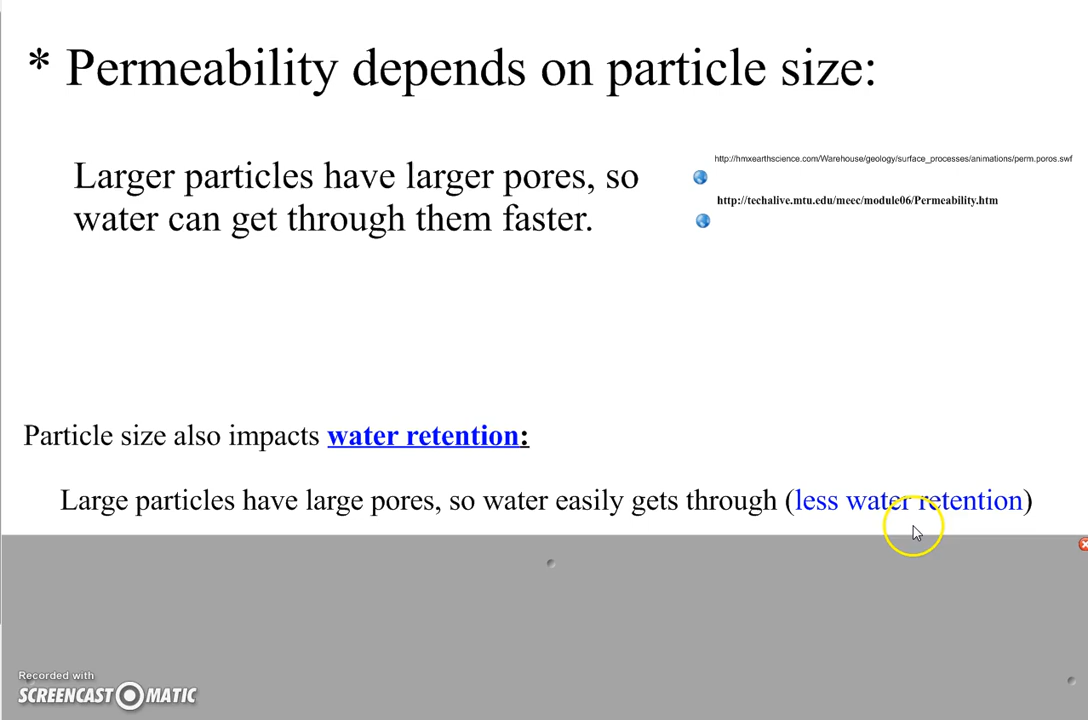 * Permeability depends on particle size:
Larger particles have larger pores, so
water can get through them faster.
http://hmxearthscience.com/Warehouse/geology/surface_processes/animations/perm.poros.swf
http://techalive.mtu.edu/meec/module06/Permeability.htm
Particle size also impacts water retention:
Large particles have large pores, so water easily gets through (less water retention)
Recorded with
SCREENCAST MATIC